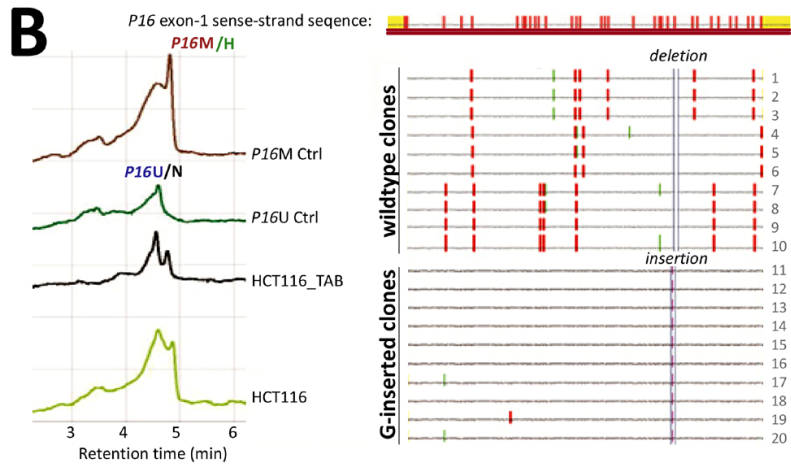 B
P16 exon-1 sense-strand seqence:
P16M/H
P16M Ctrl
P16U/N
P16U Ctrl
HCT116_TAB
HCT116
3 4 5 6
Retention time (min)
deletion
wildtype clones
1
2
3
4
5
6
7
8
9
10
insertion
G-inserted clones
11
12
13
14
15
16
17
18
19
20